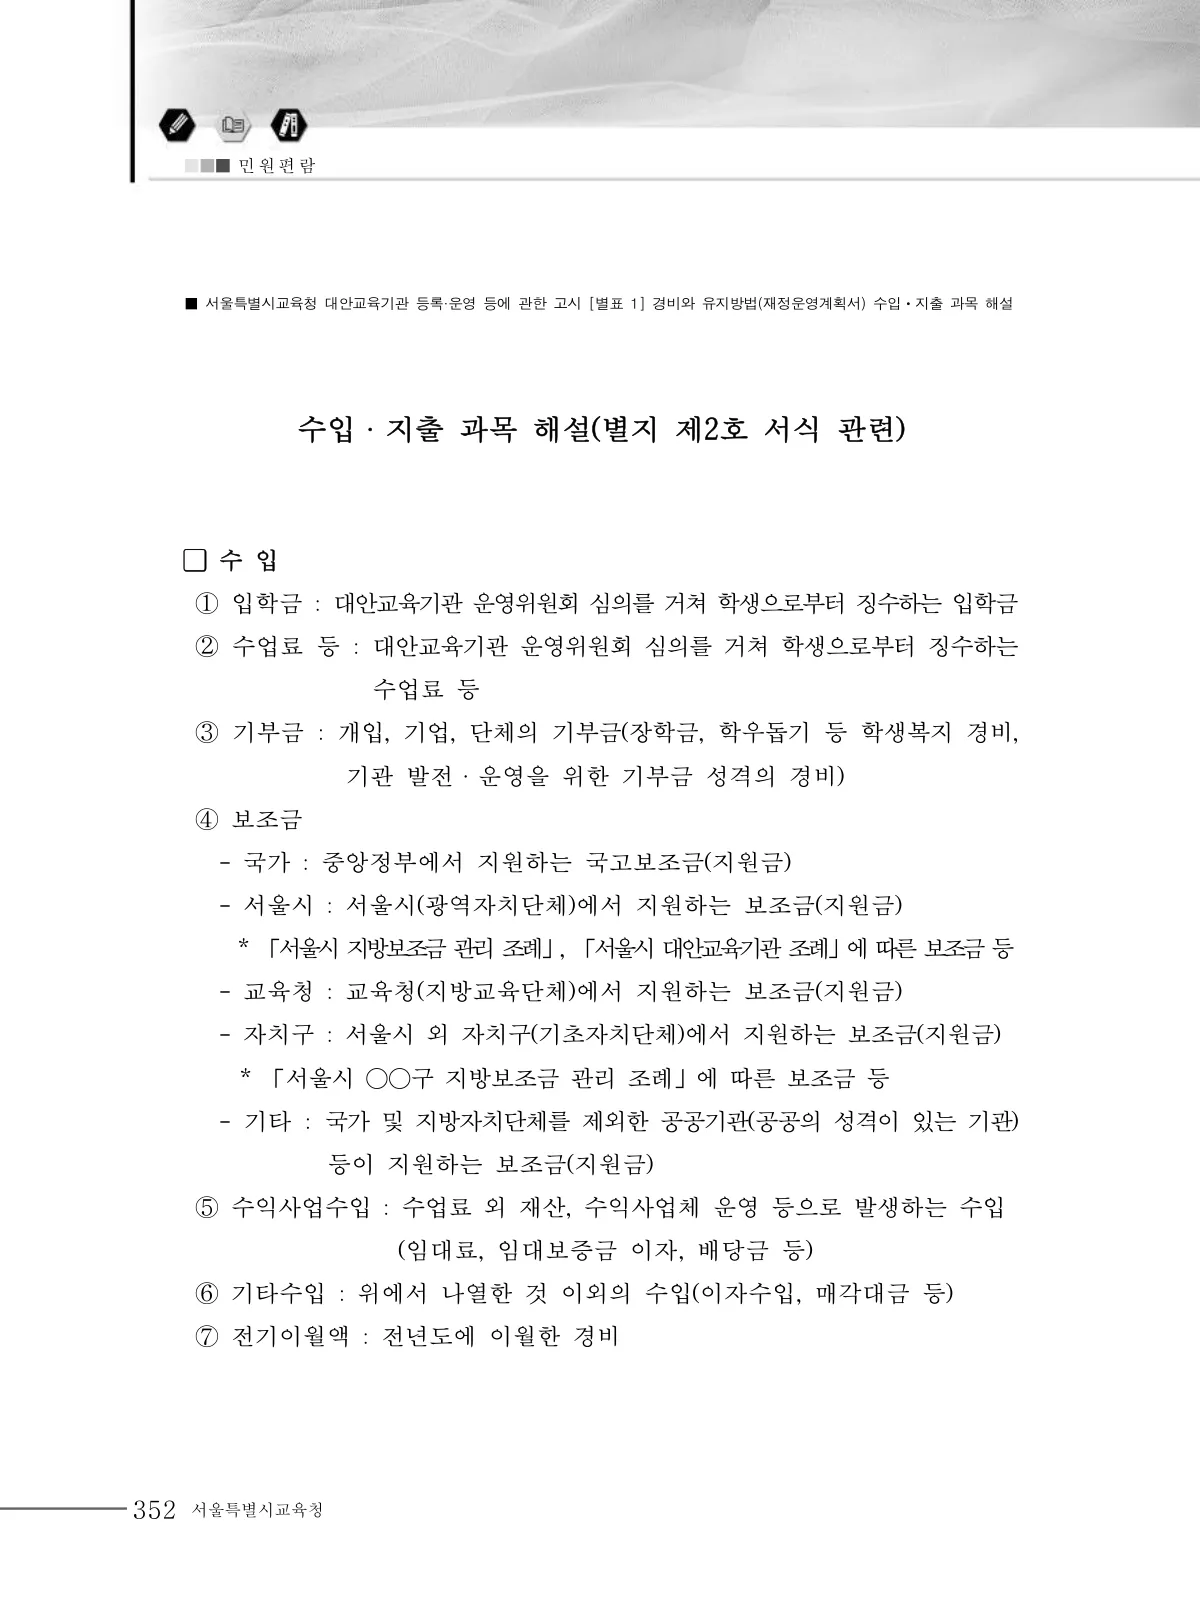 민원편람
■ 서울특별시교육청 대안교육기관 등록·운영 등에 관한 고시 [별표 1] 경비와 유지방법(재정운영계획서) 수입·지출 과목 해설
수입·지출 과목 해설(별지 제2호 서식 관련)
□ 수 입
① 입학금 : 대안교육기관 운영위원회 심의를 거쳐 학생으로부터 징수하는 입학금
② 수업료 등 : 대안교육기관 운영위원회 심의를 거쳐 학생으로부터 징수하는
수업료 등
③ 기부금 : 개입, 기업, 단체의 기부금(장학금, 학우돕기 등 학생복지 경비,
기관 발전·운영을 위한 기부금 성격의 경비)
④ 보조금
- 국가 : 중앙정부에서 지원하는 국고보조금(지원금)
- 서울시 : 서울시(광역자치단체)에서 지원하는 보조금(지원금)
* 「서울시 지방보조금 관리 조례」, 「서울시 대안교육기관 조례」에 따른 보조금 등
- 교육청 : 교육청(지방교육단체)에서 지원하는 보조금(지원금)
- 자치구 : 서울시 외 자치구(기초자치단체)에서 지원하는 보조금(지원금)
* 「서울시 ○○구 지방보조금 관리 조례」에 따른 보조금 등
- 기타 : 국가 및 지방자치단체를 제외한 공공기관(공공의 성격이 있는 기관)
등이 지원하는 보조금(지원금)
⑤ 수익사업수입 : 수업료 외 재산, 수익사업체 운영 등으로 발생하는 수입
(임대료, 임대보증금 이자, 배당금 등)
⑥ 기타수입 : 위에서 나열한 것 이외의 수입(이자수입, 매각대금 등)
⑦ 전기이월액 : 전년도에 이월한 경비
352 서울특별시교육청